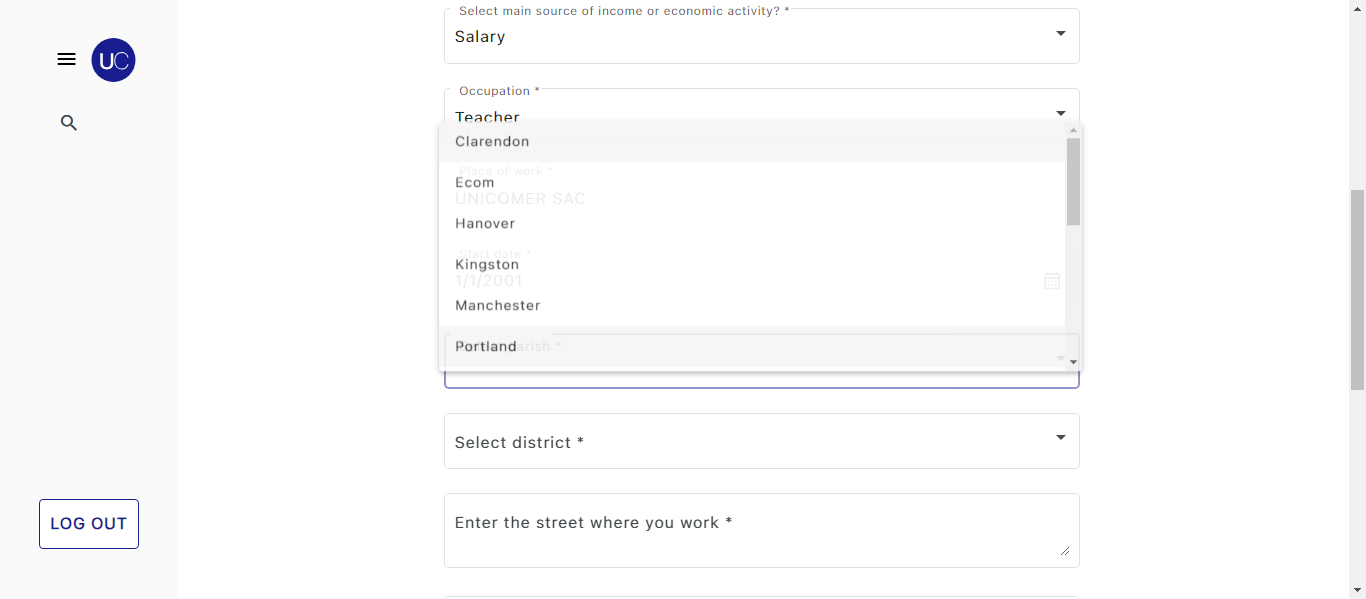 Select main source of income or economic activity? *
Salary
UC
Occupation *
Teacher
Clarendon
Place of work *
Ecom
UNICOMER SAC
Hanover
Start date *
Kingston
1/1/2001
Manchester
Portland
arish *
Select district *
Enter the street where you work *
LOG OUT